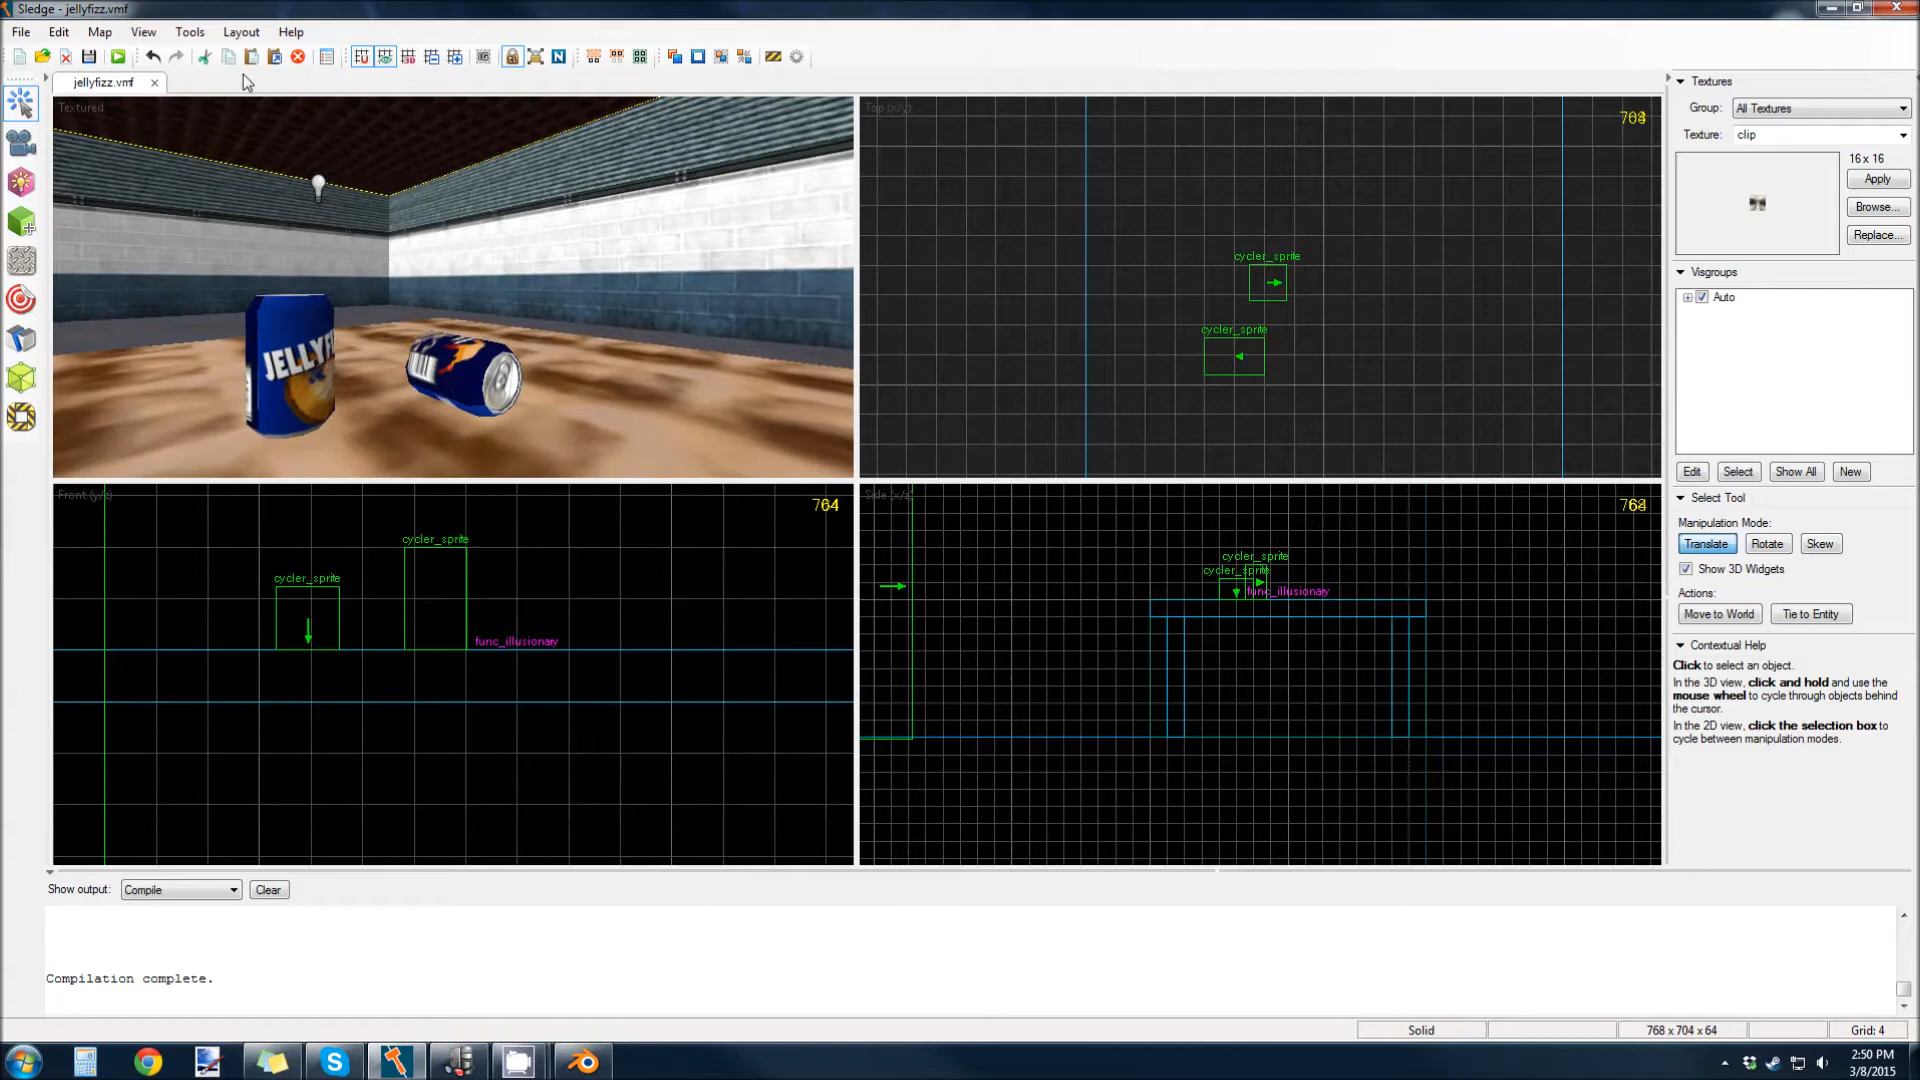 Sledge - jellyfizz.vmf
File Edit Map View Tools Layout Help
jellyfizz.vmf
Textured
Top (x/y)
cycler_sprite
cycler_sprite
JELLYF
Front (y/z)
764
cycler_sprite
cycler_sprite
func_illusionary
Side (x/z)
cycler_sprite
cycler_sprite
func_illusionary
Textures
Group: All Textures
Texture: clip
16 x 16
Apply
Browse...
Replace...
Visgroups
Auto
Edit Select Show All New
Select Tool
Manipulation Mode:
Translate Rotate Skew
Show 3D Widgets
Actions:
Move to World Tie to Entity
Contextual Help
Click to select an object.
In the 3D view, click and hold and use the
mouse wheel to cycle through objects behind
the cursor.
In the 2D view, click the selection box to
cycle between manipulation modes.
Show output: Compile Clear
Compilation complete.
Solid 768 x 704 x 64 Grid: 4
2:50 PM
3/8/2015